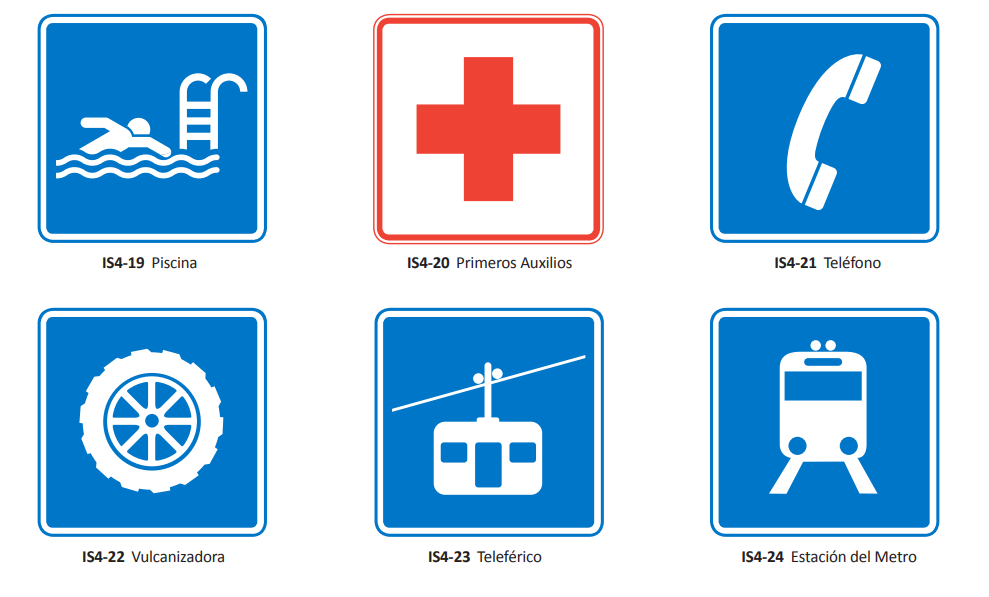 IS4-19 Piscina
IS4-20 Primeros Auxilios
IS4-21 Teléfono
IS4-22 Vulcanizadora
IS4-23 Teleférico
IS4-24 Estación del Metro